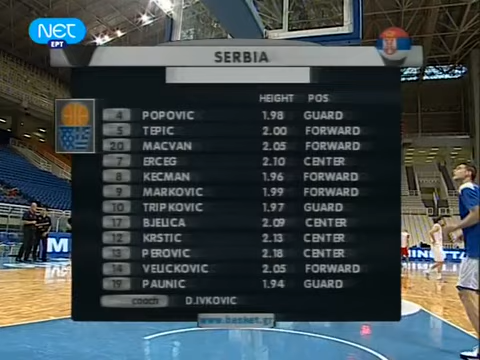 NET
ΕΡΤ
SERBIA
HEIGHT POS
4 POPOVIC 1.98 GUARD
5 TEPIC 2.00 FORWARD
20 MACVAN 2.05 FORWARD
7 ERCEG 2.10 CENTER
8 KECMAN 1.96 FORWARD
9 MARKOVIC 1.99 FORWARD
10 TRIPKOVIC 1.97 GUARD
17 BJELICA 2.09 CENTER
12 KRSTIC 2.13 CENTER
13 PEROVIC 2.18 CENTER
14 VELICKOVIC 2.05 FORWARD
19 PAUNIC 1.94 GUARD
coach D.IVKOVIC
www.basket.gr